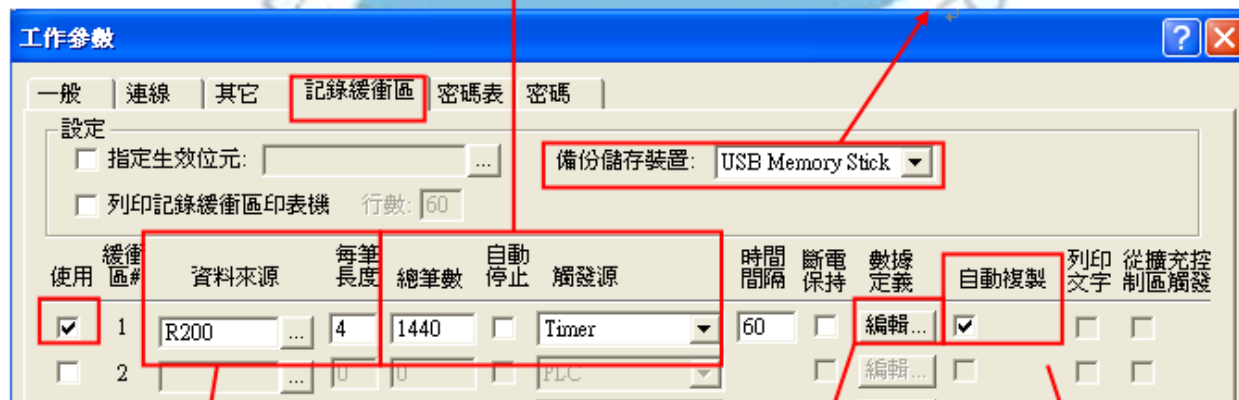 工作參數
一般 連線 其它 記錄緩衝區 密碼表 密碼
設定
指定生效位元: ... 備份儲存裝置: USB Memory Stick
列印記錄緩衝區印表機 行數: 60
使用 緩衝區# 資料來源 每筆長度 總筆數 自動停止 觸發源 時間間隔 斷電保持 數據定義 自動複製 列印文字 從擴充控制區觸發
1 R200 ... 4 1440 Timer 60 編輯...
2 ... 0 0 PLC 編輯...